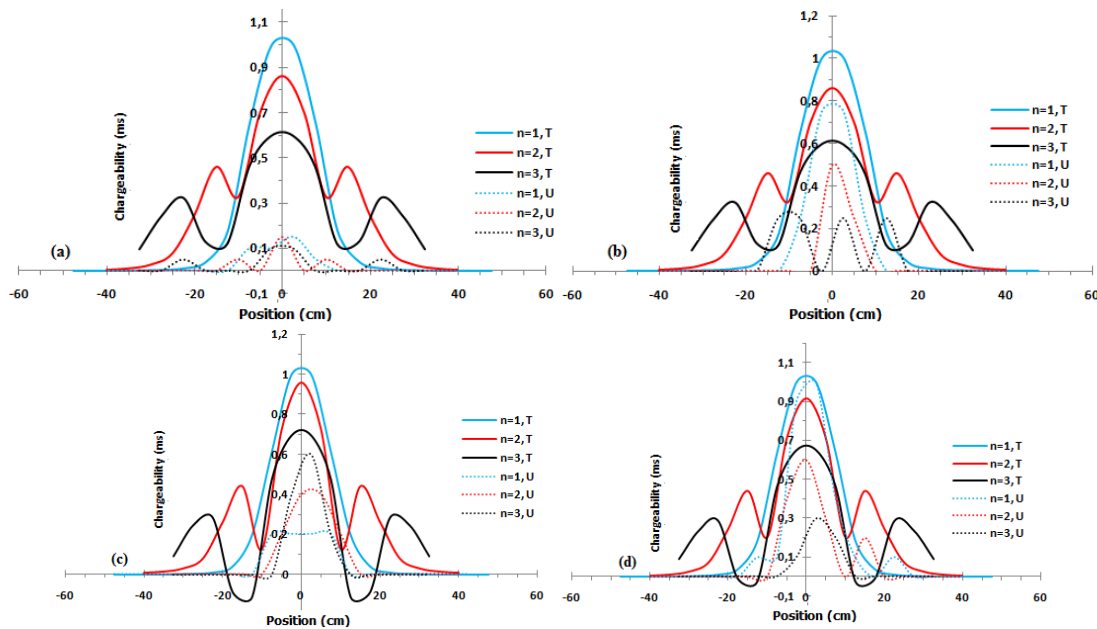 1,1
0,9
0,7
0,5
0,3
0,1
-0,1
-60
-40
-20
0
20
40
60
Chargeability (ms)
Position (cm)
(a)
n=1, T
n=2, T
n=3, T
n=1, U
n=2, U
n=3, U
1,2
1
0,8
0,6
0,4
0,2
0
-60
-40
-20
0
20
40
60
Chargeability (ms)
Position (cm)
(b)
n=1, T
n=2, T
n=3, T
n=1, U
n=2, U
n=3, U
1,2
1
0,8
0,6
0,4
0,2
0
-60
-40
-20
0
20
40
60
Chargeability (ms)
Position (cm)
(c)
n=1, T
n=2, T
n=3, T
n=1, U
n=2, U
n=3, U
1,1
0,9
0,7
0,5
0,3
0,1
-0,1
-60
-40
-20
0
20
40
60
Chargeability (ms)
Position (cm)
(d)
n=1, T
n=2, T
n=3, T
n=1, U
n=2, U
n=3, U